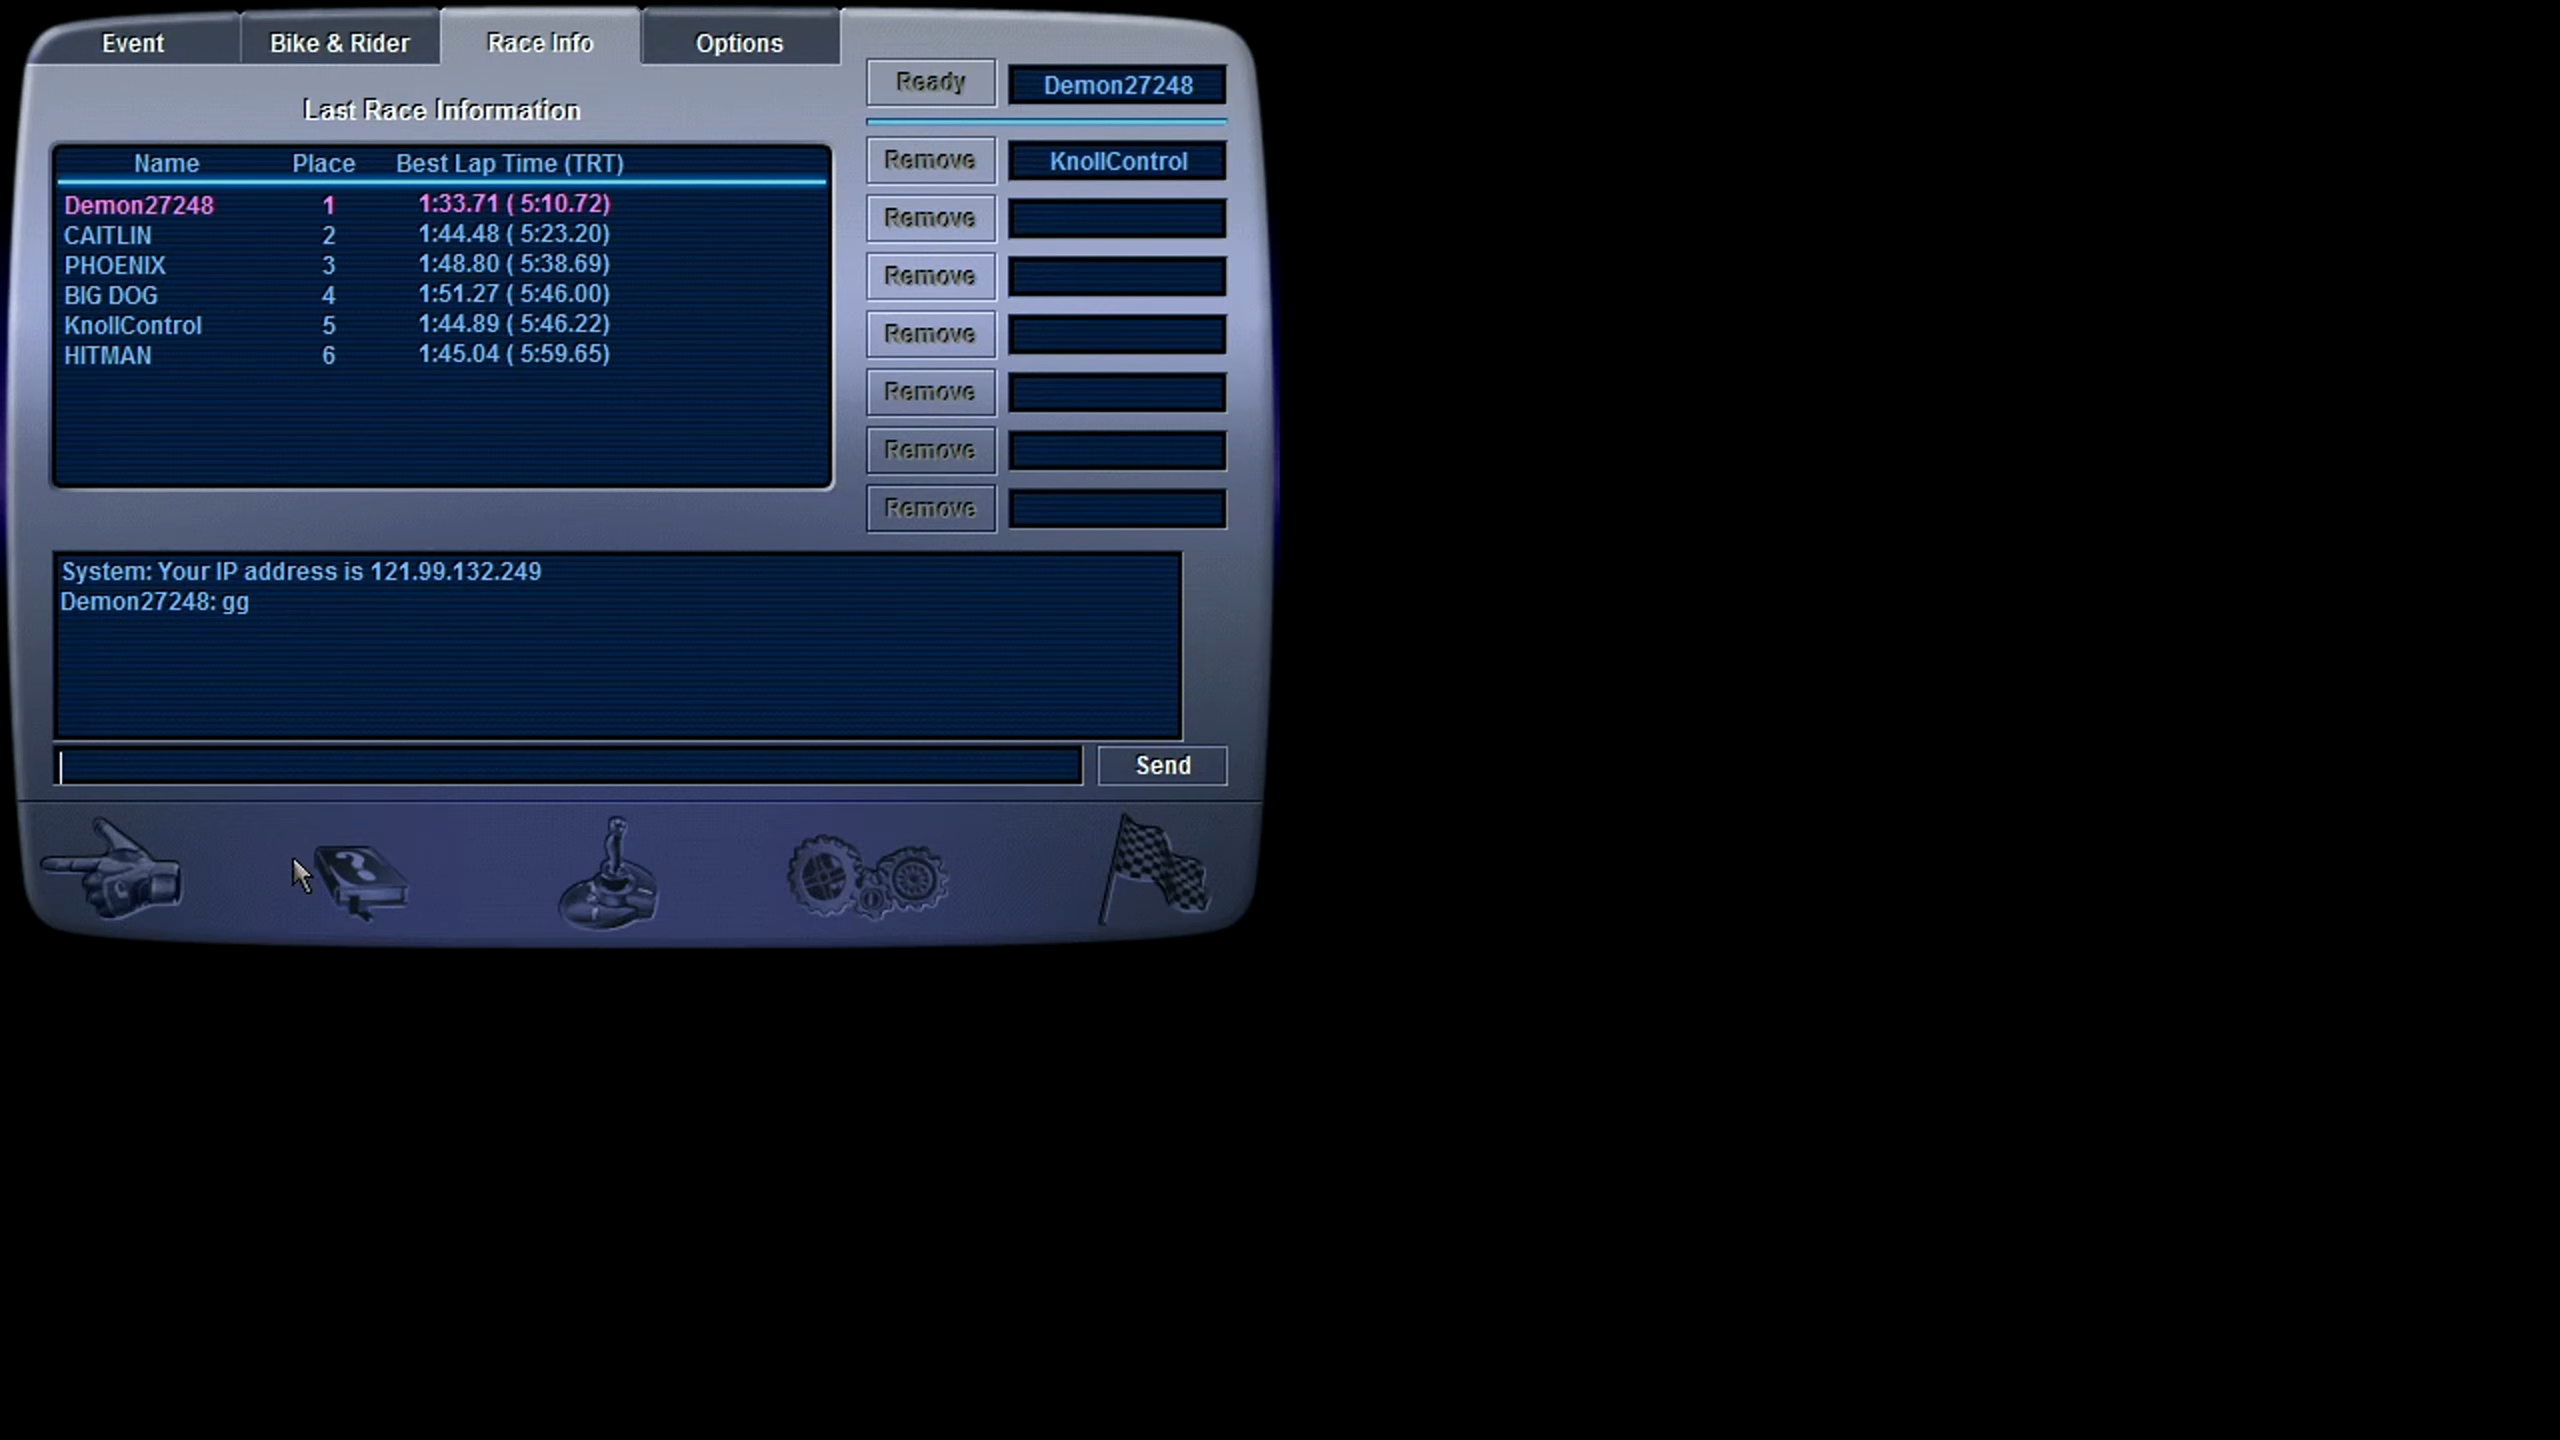 Event Bike & Rider Race Info Options
Ready Demon27248
Last Race Information
Name Place Best Lap Time (TRT)
Demon27248 1 1:33.71 ( 5:10.72)
CAITLIN 2 1:44.48 ( 5:23.20)
PHOENIX 3 1:48.80 ( 5:38.69)
BIG DOG 4 1:51.27 ( 5:46.00)
KnollControl 5 1:44.89 ( 5:46.22)
HITMAN 6 1:45.04 ( 5:59.65)
Remove KnollControl
Remove
Remove
Remove
Remove
Remove
Remove
System: Your IP address is 121.99.132.249
Demon27248: gg
Send